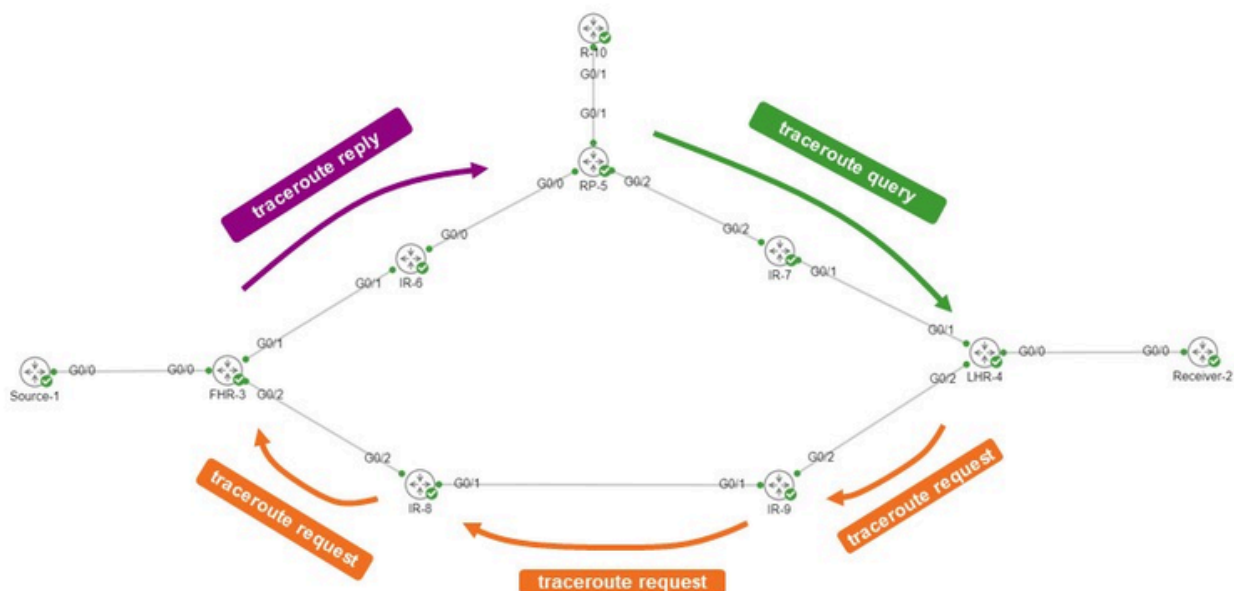 R-10
G0/1
G0/1
traceroute reply
traceroute query
G0/0
RP-5
G0/2
G0/0
G0/2
IR-6
G0/1
IR-7
G0/1
G0/1
G0/1
G0/0
G0/0
Source-1
FHR-3
G0/2
LHR-4
G0/0
G0/0
G0/2
Receiver-2
G0/2
G0/2
traceroute request
IR-8
G0/1
G0/1
IR-9
traceroute request
traceroute request